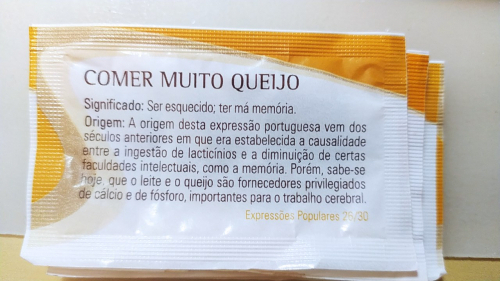 COMER MUITO QUEIJO
Significado: Ser esquecido; ter má memória.
Origem: A origem desta expressão portuguesa vem dos
séculos anteriores em que era estabelecida a causalidade
entre a ingestão de lacticínios e a diminuição de certas
faculdades intelectuais, como a memória. Porém, sabe-se
hoje, que o leite e o queijo são fornecedores privilegiados
de cálcio e de fósforo, importantes para o trabalho cerebral.
Expressões Populares 26/30